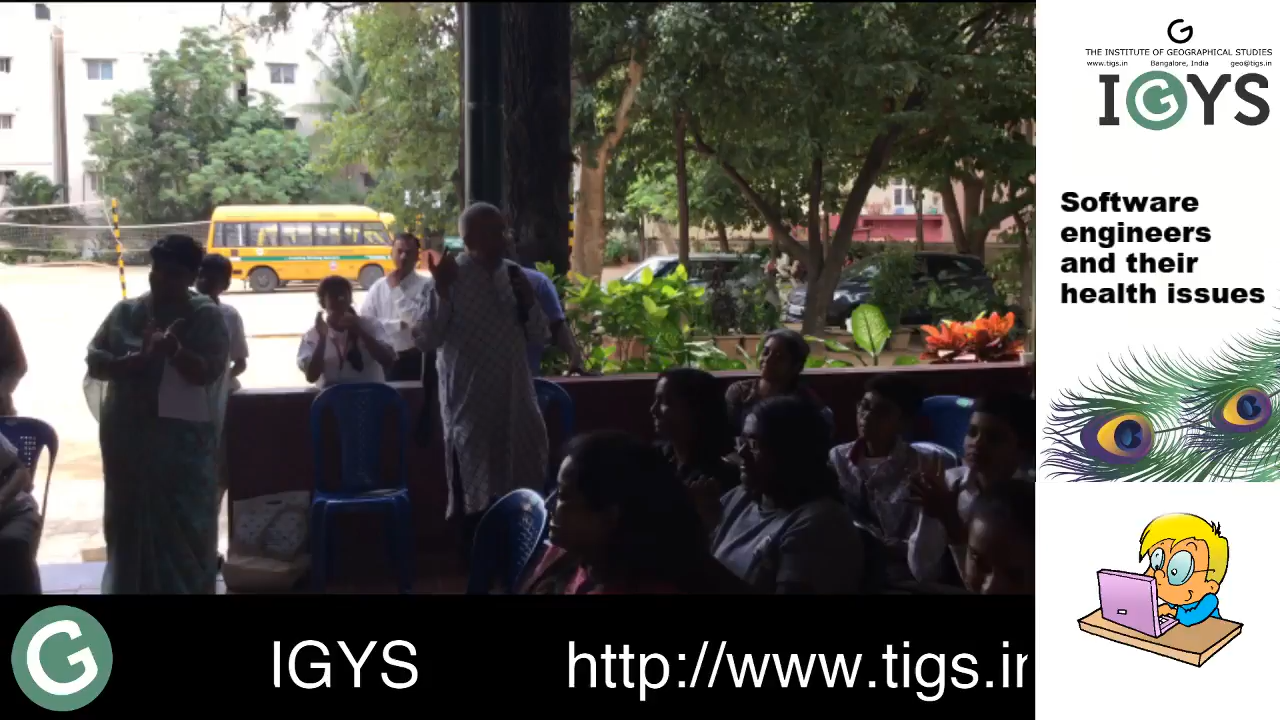 G
THE INSTITUTE OF GEOGRAPHICAL STUDIES
www.tigs.in Bangalore, India geo@tigs.in
IGYS
Software
engineers
and their
health issues
G IGYS http://www.tigs.in